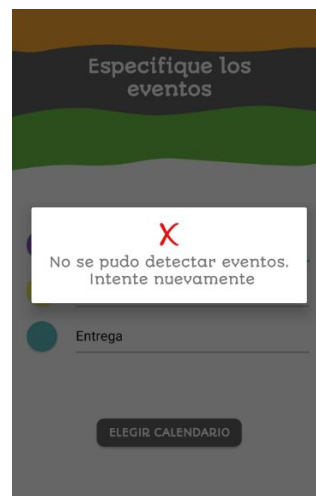 Especifique los
eventos
X
No se pudo detectar eventos.
Intente nuevamente
Entrega
ELEGIR CALENDARIO